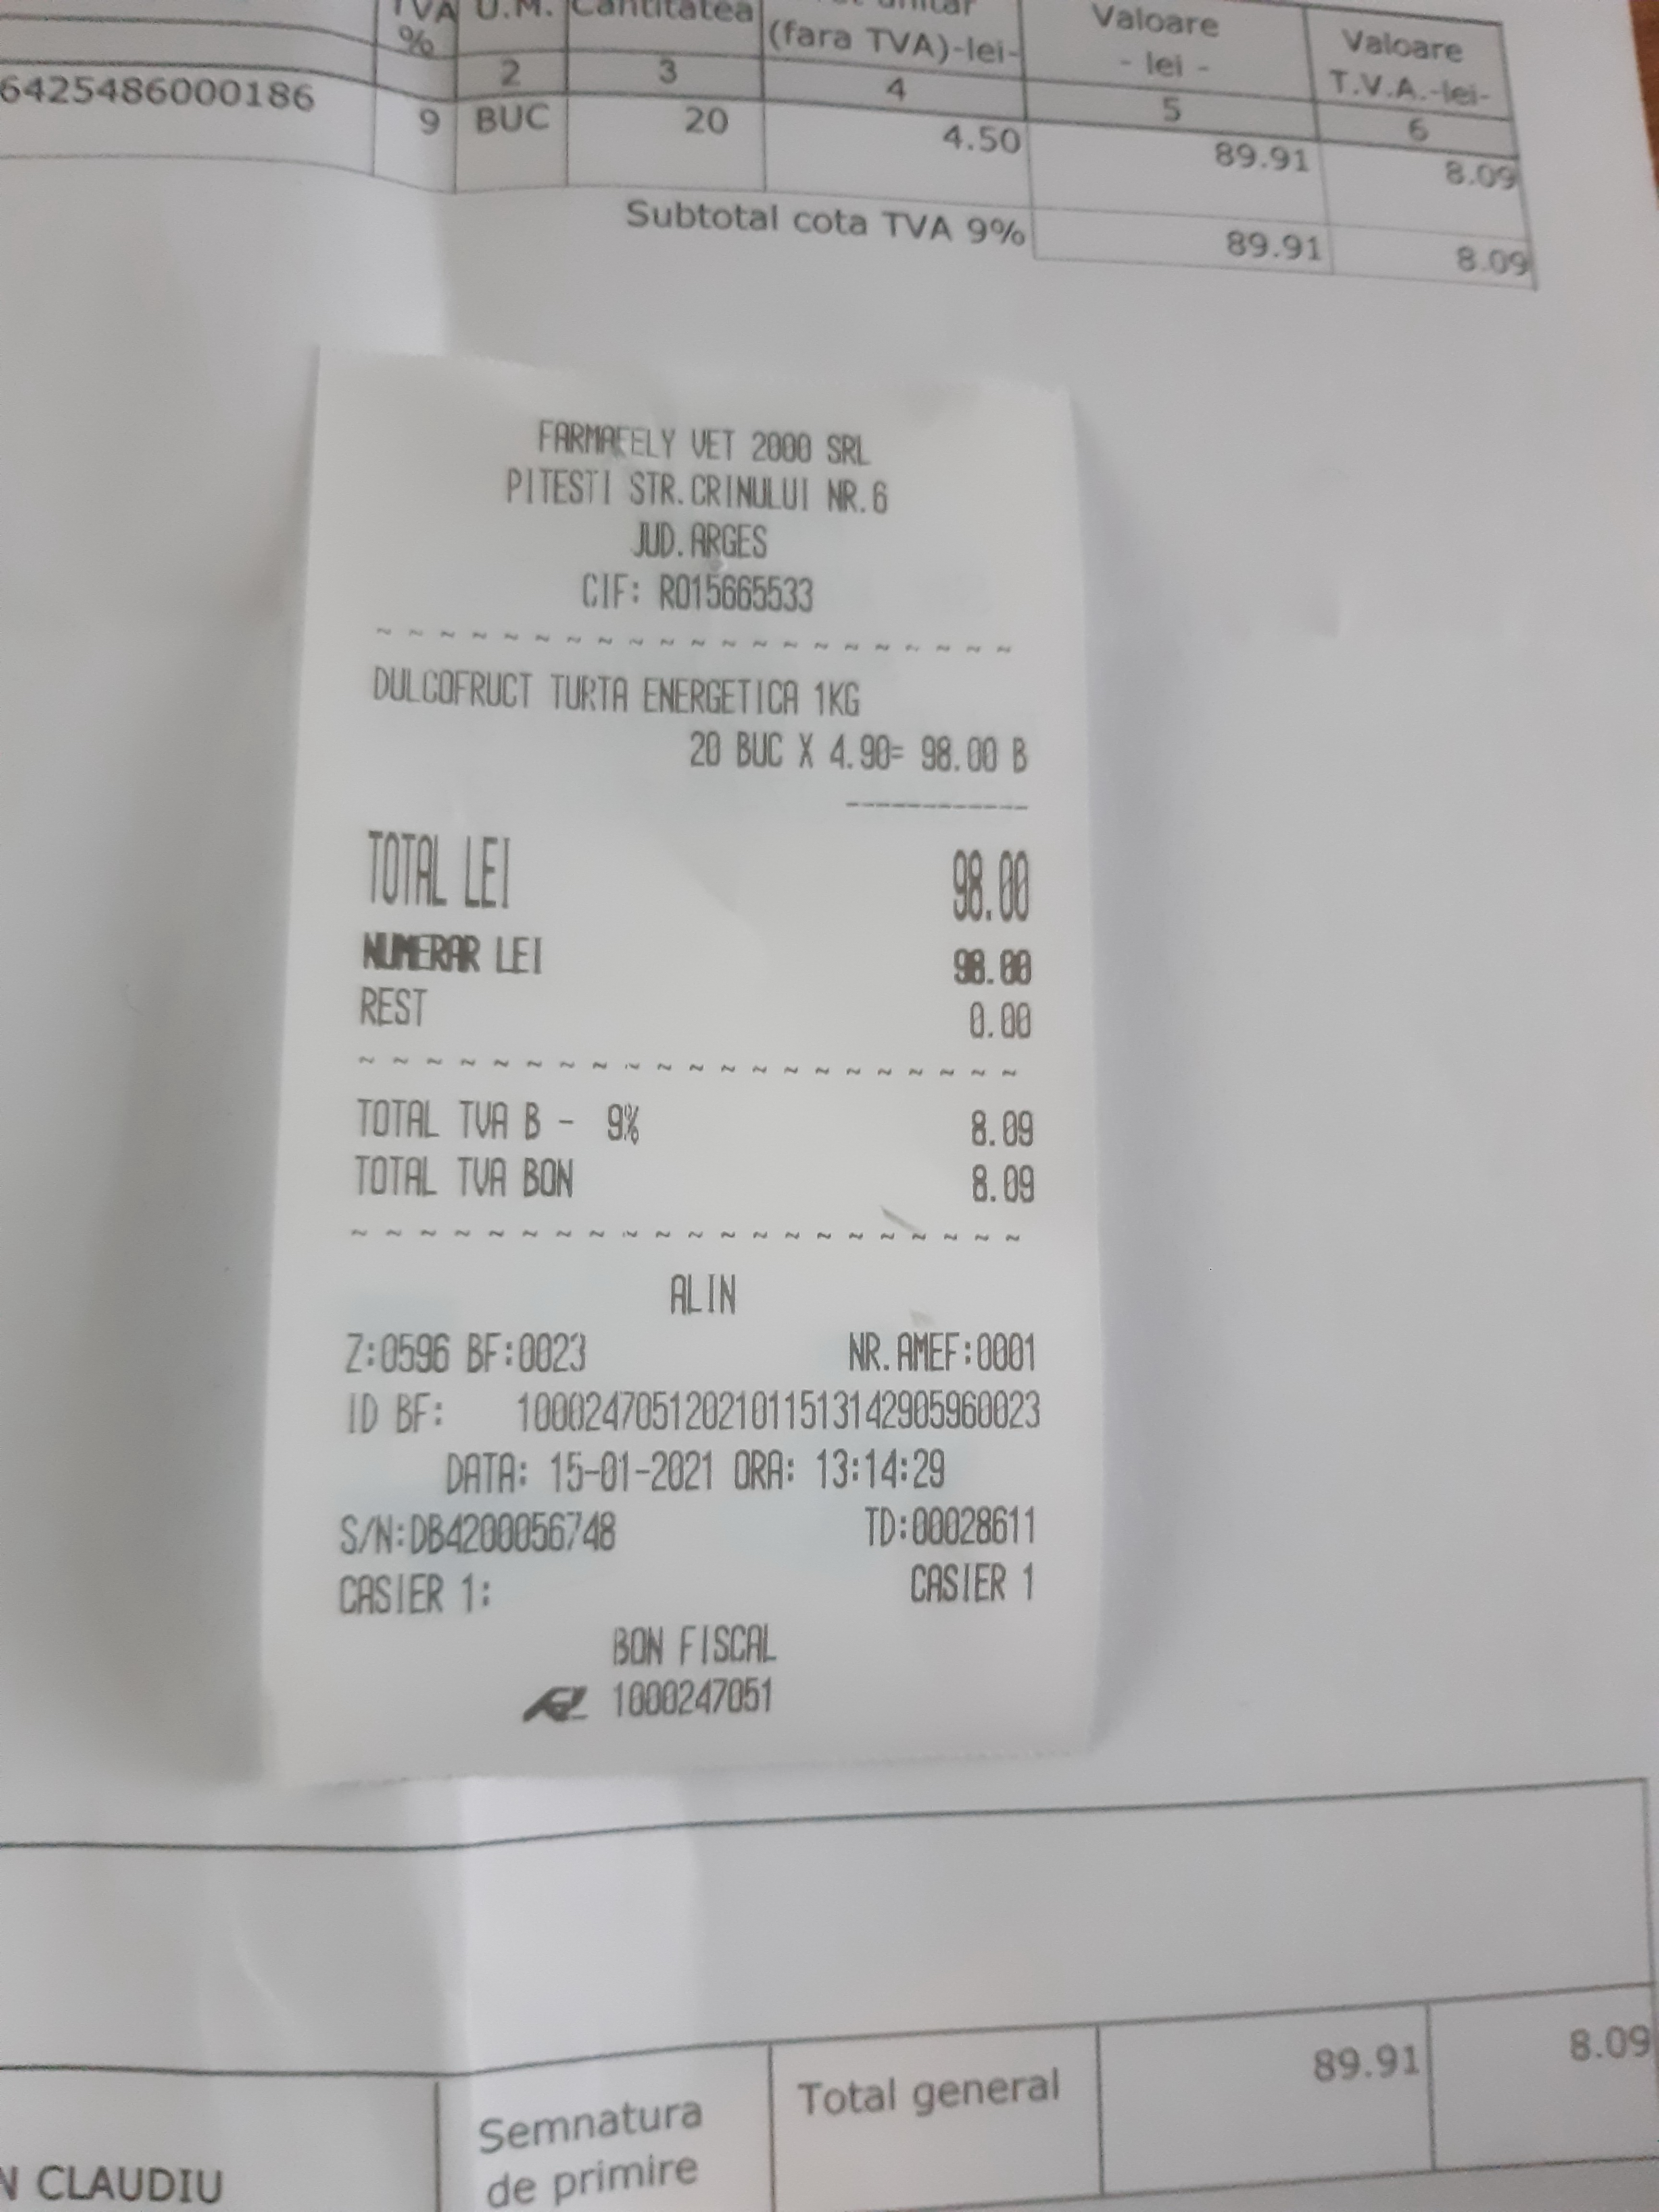 TVA U.M. Cantitatea unitar Valoare Valoare
% (fara TVA)-lei- - lei - T.V.A.-lei-
2 3 4 5 6
6425486000186 9 BUC 20 4.50 89.91 8.09
Subtotal cota TVA 9% 89.91 8.09
FARMAFELY VET 2000 SRL
PITESTI STR.CRINULUI NR.6
JUD.ARGES
CIF: RO15665533
~ ~ ~ ~ ~ ~ ~ ~ ~ ~ ~ ~ ~ ~ ~ ~ ~ ~ ~ ~ ~
DULCOFRUCT TURTA ENERGETICA 1KG
20 BUC X 4.90= 98.00 B
------------
TOTAL LEI 98.00
NUMERAR LEI 98.00
REST 0.00
~ ~ ~ ~ ~ ~ ~ ~ ~ ~ ~ ~ ~ ~ ~ ~ ~ ~ ~ ~ ~
TOTAL TVA B - 9% 8.09
TOTAL TVA BON 8.09
~ ~ ~ ~ ~ ~ ~ ~ ~ ~ ~ ~ ~ ~ ~ ~ ~ ~ ~ ~ ~
ALIN
Z:0596 BF:0023 NR.AMEF:0001
ID BF: 10002470512021011513142905960023
DATA: 15-01-2021 ORA: 13:14:29
S/N:DB4200056748 TD:00028611
CASIER 1: CASIER 1
BON FISCAL
1000247051
Total general 89.91 8.09
Semnatura
de primire
N CLAUDIU